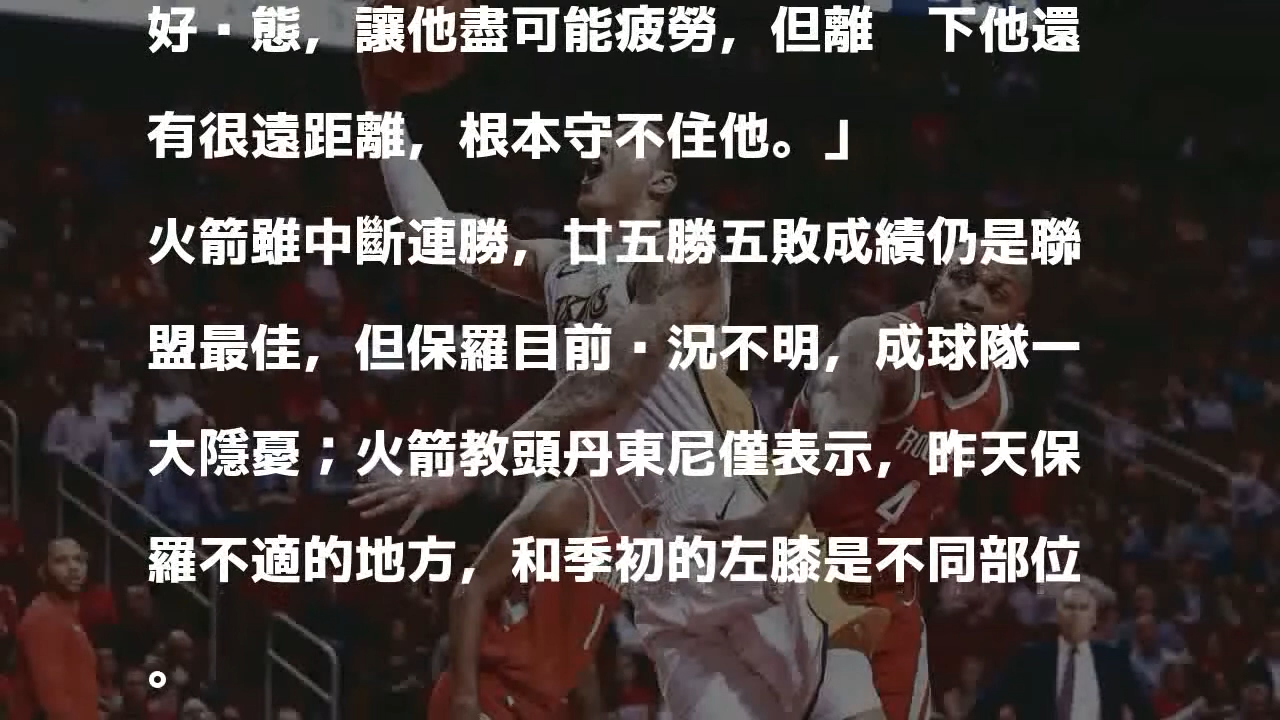 好·態，讓他盡可能疲勞，但離　下他還
有很遠距離，根本守不住他。」
火箭雖中斷連勝，廿五勝五敗成績仍是聯
盟最佳，但保羅目前·況不明，成球隊一
大隱憂；火箭教頭丹東尼僅表示，昨天保
羅不適的地方，和季初的左膝是不同部位
。
4